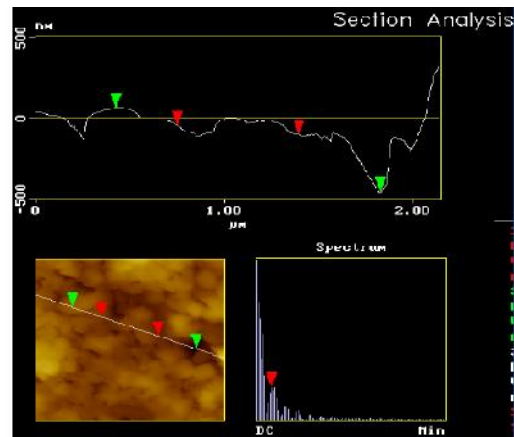 Section Analysis
nM
500
0
-500
0 1.00 2.00
µM
Spectrum
DC Min